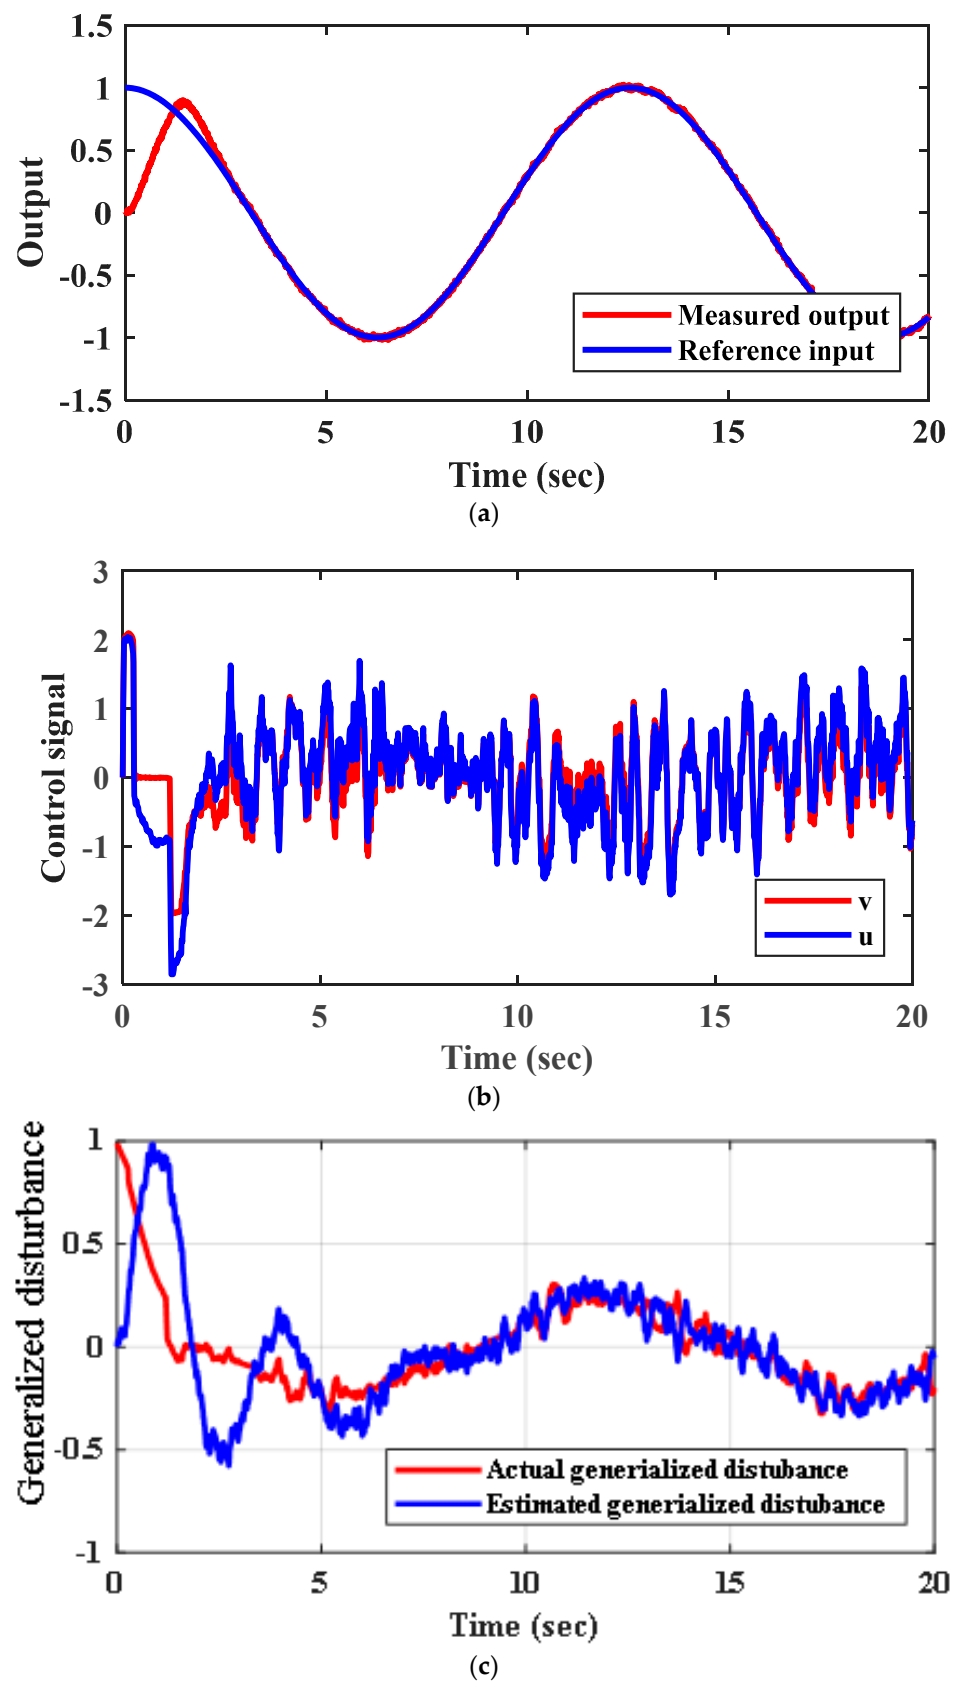 1.5
1
0.5
0
-0.5
-1
-1.5
Output
Measured output
Reference input
0 5 10 15 20
Time (sec)
(a)
3
2
1
0
-1
-2
-3
Control signal
v
u
0 5 10 15 20
Time (sec)
(b)
1
0.5
0
-0.5
-1
Generalized disturbance
Actual generialized distubance
Estimated generialized distubance
0 5 10 15 20
Time (sec)
(c)